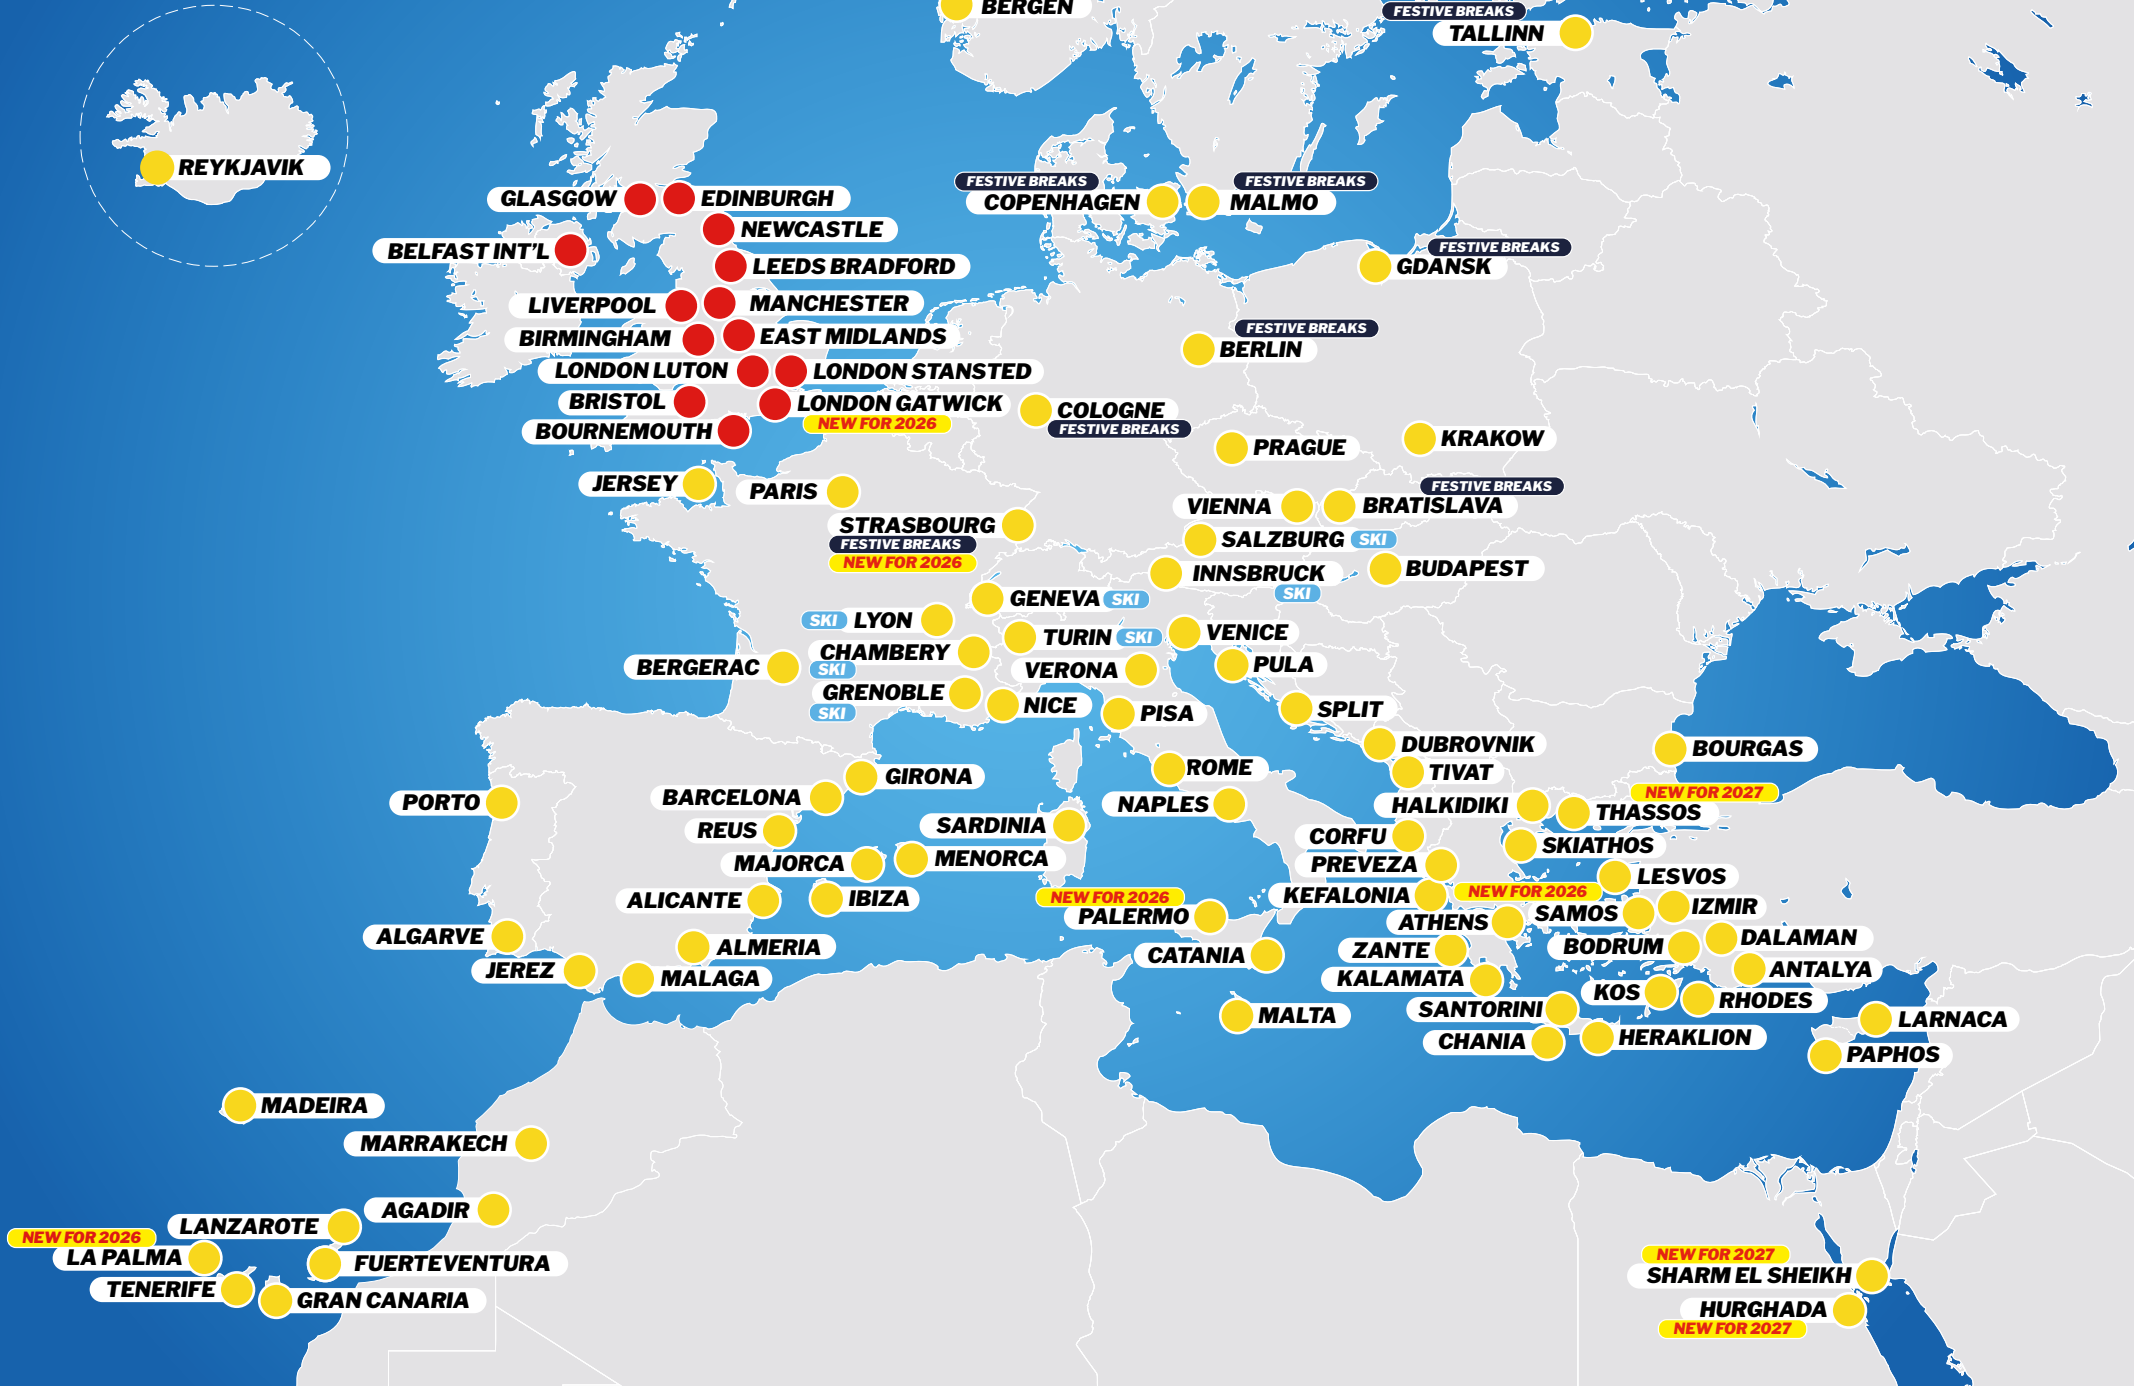 BERGEN
FESTIVE BREAKS
TALLINN
REYKJAVIK
GLASGOW
EDINBURGH
FESTIVE BREAKS
COPENHAGEN
FESTIVE BREAKS
MALMO
NEWCASTLE
BELFAST INT'L
LEEDS BRADFORD
FESTIVE BREAKS
GDANSK
LIVERPOOL
MANCHESTER
BIRMINGHAM
EAST MIDLANDS
FESTIVE BREAKS
BERLIN
LONDON LUTON
LONDON STANSTED
BRISTOL
LONDON GATWICK
NEW FOR 2026
BOURNEMOUTH
COLOGNE
FESTIVE BREAKS
PRAGUE
KRAKOW
JERSEY
PARIS
FESTIVE BREAKS
VIENNA
BRATISLAVA
STRASBOURG
FESTIVE BREAKS
NEW FOR 2026
SALZBURG SKI
INNSBRUCK
SKI
BUDAPEST
GENEVA SKI
SKI LYON
TURIN SKI
VENICE
CHAMBERY
SKI
BERGERAC
VERONA
PULA
GRENOBLE
SKI
NICE
PISA
SPLIT
DUBROVNIK
BOURGAS
ROME
TIVAT
GIRONA
BARCELONA
PORTO
NAPLES
HALKIDIKI
NEW FOR 2027
THASSOS
REUS
SARDINIA
CORFU
SKIATHOS
MAJORCA
MENORCA
PREVEZA
LESVOS
ALICANTE
IBIZA
NEW FOR 2026
PALERMO
KEFALONIA
NEW FOR 2026
SAMOS
IZMIR
ATHENS
ALGARVE
ALMERIA
CATANIA
ZANTE
BODRUM
DALAMAN
JEREZ
MALAGA
KALAMATA
ANTALYA
KOS
RHODES
MALTA
SANTORINI
LARNACA
CHANIA
HERAKLION
PAPHOS
MADEIRA
MARRAKECH
AGADIR
LANZAROTE
NEW FOR 2026
LA PALMA
FUERTEVENTURA
TENERIFE
GRAN CANARIA
NEW FOR 2027
SHARM EL SHEIKH
HURGHADA
NEW FOR 2027